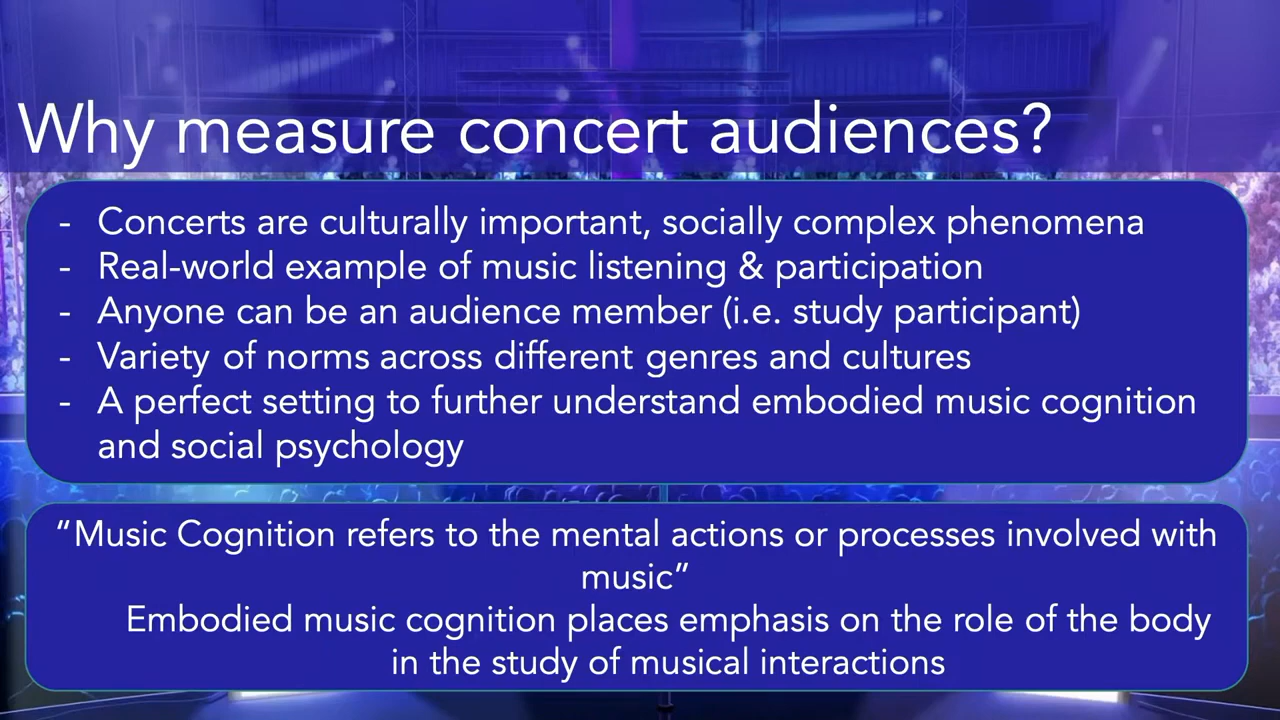 Why measure concert audiences?
- Concerts are culturally important, socially complex phenomena
- Real-world example of music listening & participation
- Anyone can be an audience member (i.e. study participant)
- Variety of norms across different genres and cultures
- A perfect setting to further understand embodied music cognition
and social psychology
“Music Cognition refers to the mental actions or processes involved with
music”
Embodied music cognition places emphasis on the role of the body
in the study of musical interactions